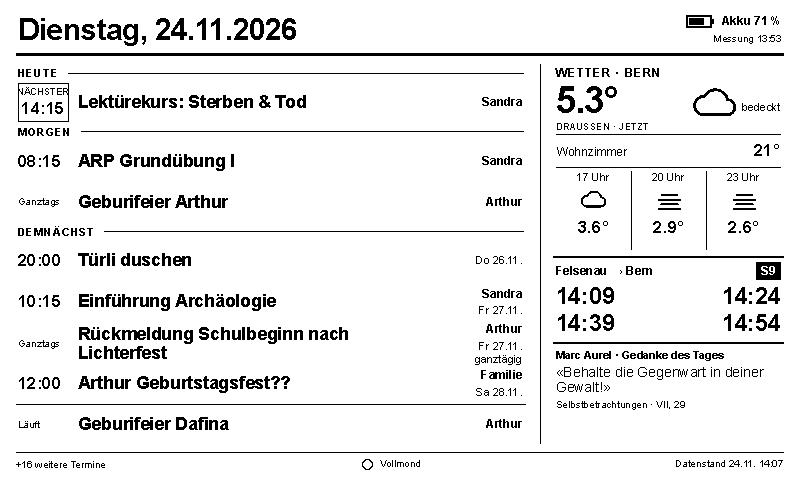 Dienstag, 24.11.2026
Akku 71 %
Messung 13:53
HEUTE
NÄCHSTER
14:15 Lektürekurs: Sterben & Tod Sandra
MORGEN
08:15 ARP Grundübung I Sandra
Ganztags Geburifeier Arthur Arthur
DEMNÄCHST
20:00 Türli duschen Do 26.11.
10:15 Einführung Archäologie Sandra
Fr 27.11.
Ganztags Rückmeldung Schulbeginn nach Lichterfest Arthur
Fr 27.11.
ganztägig
12:00 Arthur Geburtstagsfest?? Familie
Sa 28.11.
Läuft Geburifeier Dafina Arthur
WETTER · BERN
5.3° bedeckt
DRAUSSEN · JETZT
Wohnzimmer 21°
17 Uhr 20 Uhr 23 Uhr
3.6° 2.9° 2.6°
Felsenau › Bern S9
14:09 14:24
14:39 14:54
Marc Aurel · Gedanke des Tages
«Behalte die Gegenwart in deiner
Gewalt!»
Selbstbetrachtungen · VII, 29
+16 weitere Termine Vollmond Datenstand 24.11. 14:07